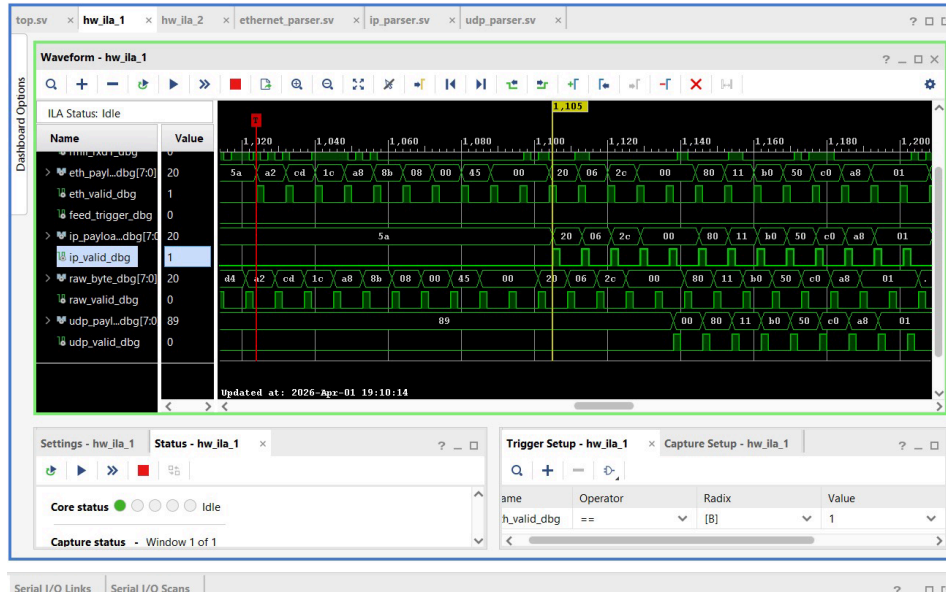 top.sv × hw_ila_1 × hw_ila_2 × ethernet_parser.sv × ip_parser.sv × udp_parser.sv × ?
Dashboard Options
Waveform - hw_ila_1 ? _ ×
ILA Status: Idle
1,105
Name Value
1,020 1,040 1,060 1,080 1,100 1,120 1,140 1,160 1,180 1,200
> eth_payl...dbg[7:0] 20 5a a2 cd 1c a8 8b 08 00 45 00 20 06 2c 00 80 11 b0 50 c0 a8 01
eth_valid_dbg 1
feed_trigger_dbg 0
> ip_payloa...dbg[7:0 20 5a 20 06 2c 00 80 11 b0 50 c0 a8 01
ip_valid_dbg 1
> raw_byte_dbg[7:0] 20 d4 a2 cd 1c a8 8b 08 00 45 00 20 06 2c 00 80 11 b0 50 c0 a8 01 .
raw_valid_dbg 0
> udp_payl...dbg[7:0 89 89 00 80 11 b0 50 c0 a8 01
udp_valid_dbg 0
Updated at: 2026-Apr-01 19:10:14
Settings - hw_ila_1 Status - hw_ila_1 × ? _
Core status Idle
Capture status - Window 1 of 1
Trigger Setup - hw_ila_1 × Capture Setup - hw_ila_1 ? _
ame Operator Radix Value
h_valid_dbg == [B] 1
Serial I/O Links Serial I/O Scans ?